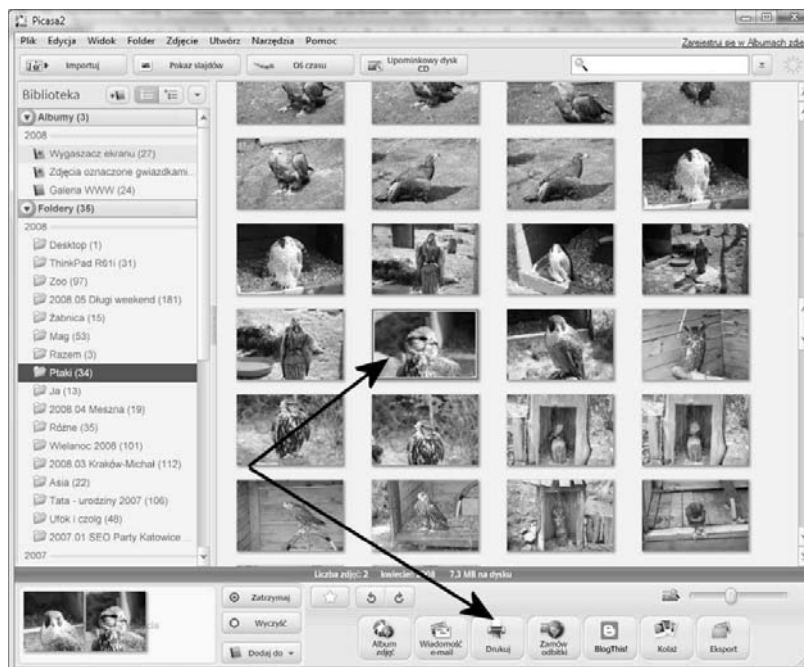 Picasa2
Plik Edycja Widok Folder Zdjęcie Utwórz Narzędzia Pomoc
Zarejestruj się w Albumach zdję
Importuj Pokaz slajdów Oś czasu Upominkowy dysk CD
Biblioteka
Albumy (3)
2008
Wygaszacz ekranu (27)
Zdjęcia oznaczone gwiazdkami...
Galeria WWW (24)
Foldery (35)
2008
Desktop (1)
ThinkPad R61i (31)
Zoo (97)
2008.05 Długi weekend (181)
Żabnica (15)
Mag (53)
Razem (3)
Ptaki (34)
Ja (13)
2008 04 Meszna (19)
Różne (35)
Wielanoc 2008 (101)
2008.03 Kraków-Michał (112)
Asia (22)
Tata - urodziny 2007 (106)
Ufok i czolg (48)
2007.01 SEO Party Katowice ...
2007
Liczba zdjęć: 2 kwiecień 2008 7,3 MB na dysku
Zatrzymaj
Wyczyść
Dodaj do
Album zdjęć
Wiadomość e-mail
Drukuj
Zamów odbitki
BlogThis!
Kolaż
Eksport